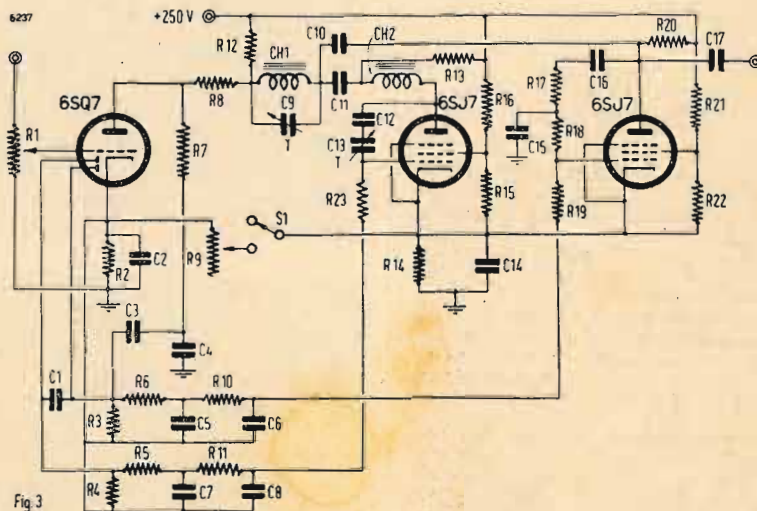 6237
+250 V
R20
C10
CH2
C17
R12
CH1
R13
R17
C16
6SQ7
R8
C11
6SJ7
6SJ7
C9
T
C12
R16
R21
R1
C13
T
R18
C15
R7
R23
R15
R19
R22
S1
R2
C2
R9
R14
C14
C3
C4
C1
R6
R10
R3
C5
C6
R5
R11
R4
C7
C8
Fig 3